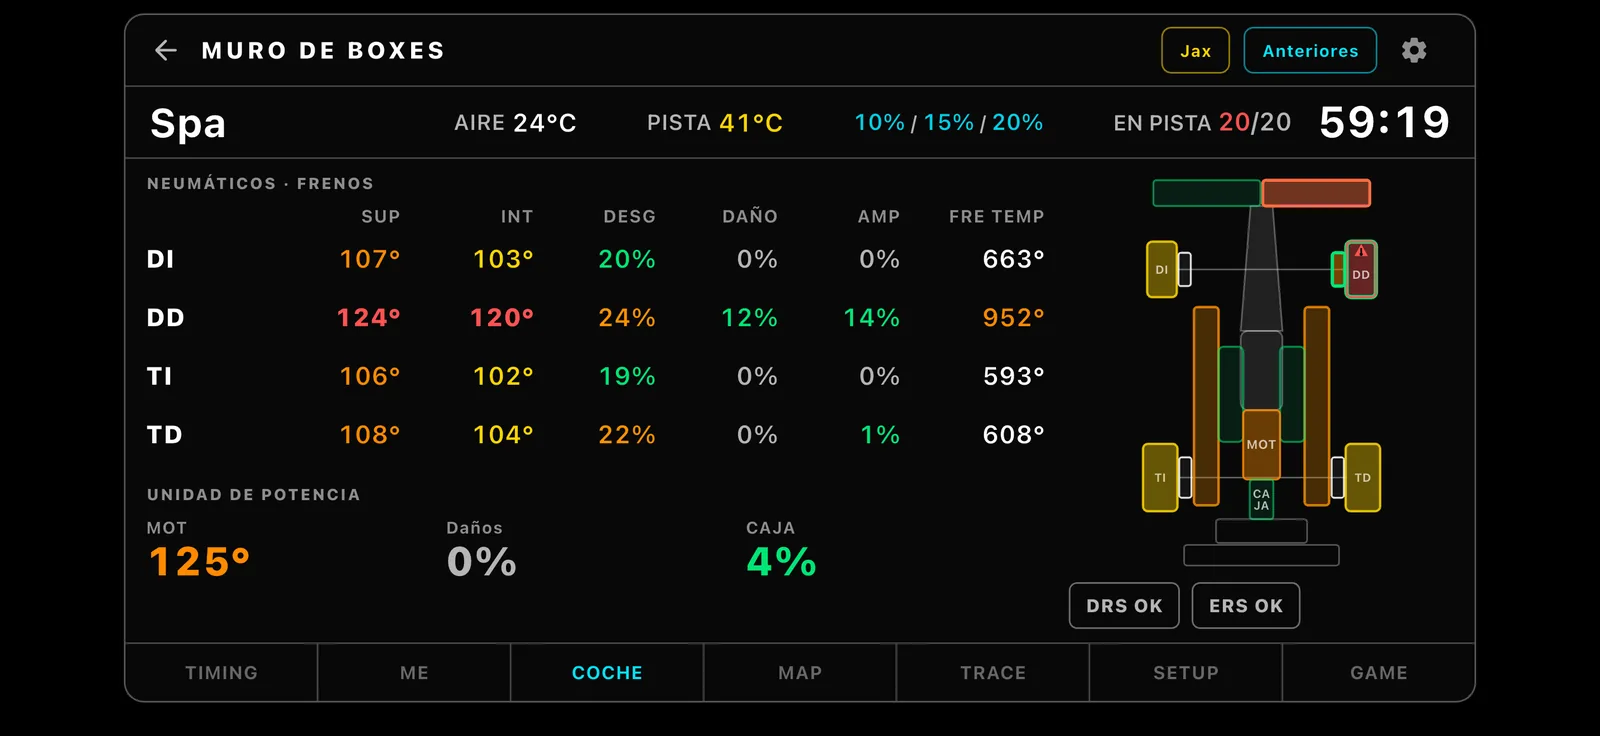 MURO DE BOXES
Jax
Anteriores
Spa
AIRE 24°C
PISTA 41°C
10% / 15% / 20%
EN PISTA 20/20
59:19
NEUMÁTICOS · FRENOS
SUP INT DESG DAÑO AMP FRE TEMP
DI 107° 103° 20% 0% 0% 663°
DD 124° 120° 24% 12% 14% 952°
TI 106° 102° 19% 0% 0% 593°
TD 108° 104° 22% 0% 1% 608°
DI
DD
MOT
TI
CA
JA
TD
UNIDAD DE POTENCIA
MOT Daños CAJA
125° 0% 4%
DRS OK
ERS OK
TIMING ME COCHE MAP TRACE SETUP GAME